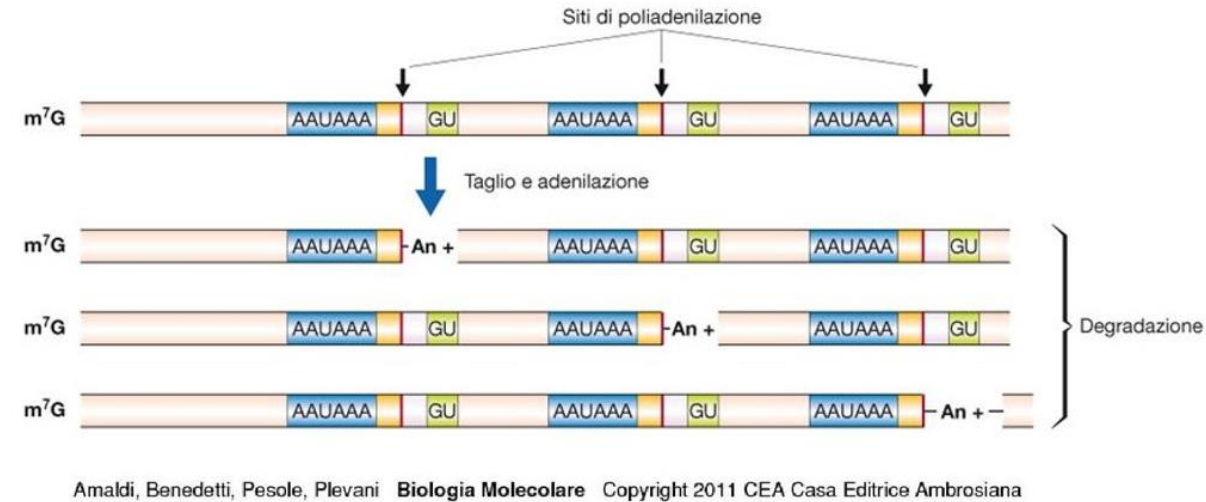 Siti di poliadenilazione
m⁷G AAUAAA GU AAUAAA GU AAUAAA GU
Taglio e adenilazione
m⁷G AAUAAA An + AAUAAA GU AAUAAA GU
m⁷G AAUAAA GU AAUAAA An + AAUAAA GU
Degradazione
m⁷G AAUAAA GU AAUAAA GU AAUAAA An +
Amaldi, Benedetti, Pesole, Plevani Biologia Molecolare Copyright 2011 CEA Casa Editrice Ambrosiana